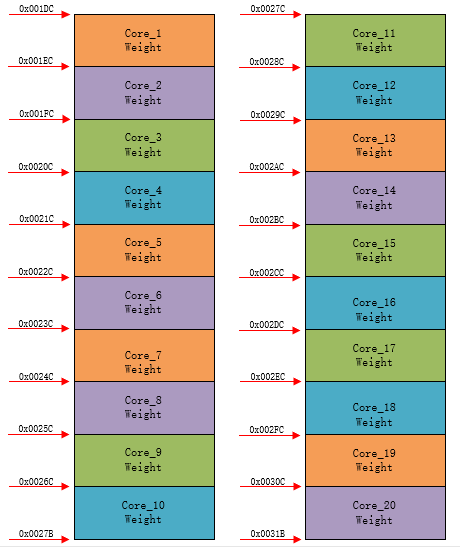 0x001DC
Core_1
Weight
0x001EC
Core_2
Weight
0x001FC
Core_3
Weight
0x0020C
Core_4
Weight
0x0021C
Core_5
Weight
0x0022C
Core_6
Weight
0x0023C
Core_7
Weight
0x0024C
Core_8
Weight
0x0025C
Core_9
Weight
0x0026C
Core_10
Weight
0x0027B
0x0027C
Core_11
Weight
0x0028C
Core_12
Weight
0x0029C
Core_13
Weight
0x002AC
Core_14
Weight
0x002BC
Core_15
Weight
0x002CC
Core_16
Weight
0x002DC
Core_17
Weight
0x002EC
Core_18
Weight
0x002FC
Core_19
Weight
0x0030C
Core_20
Weight
0x0031B